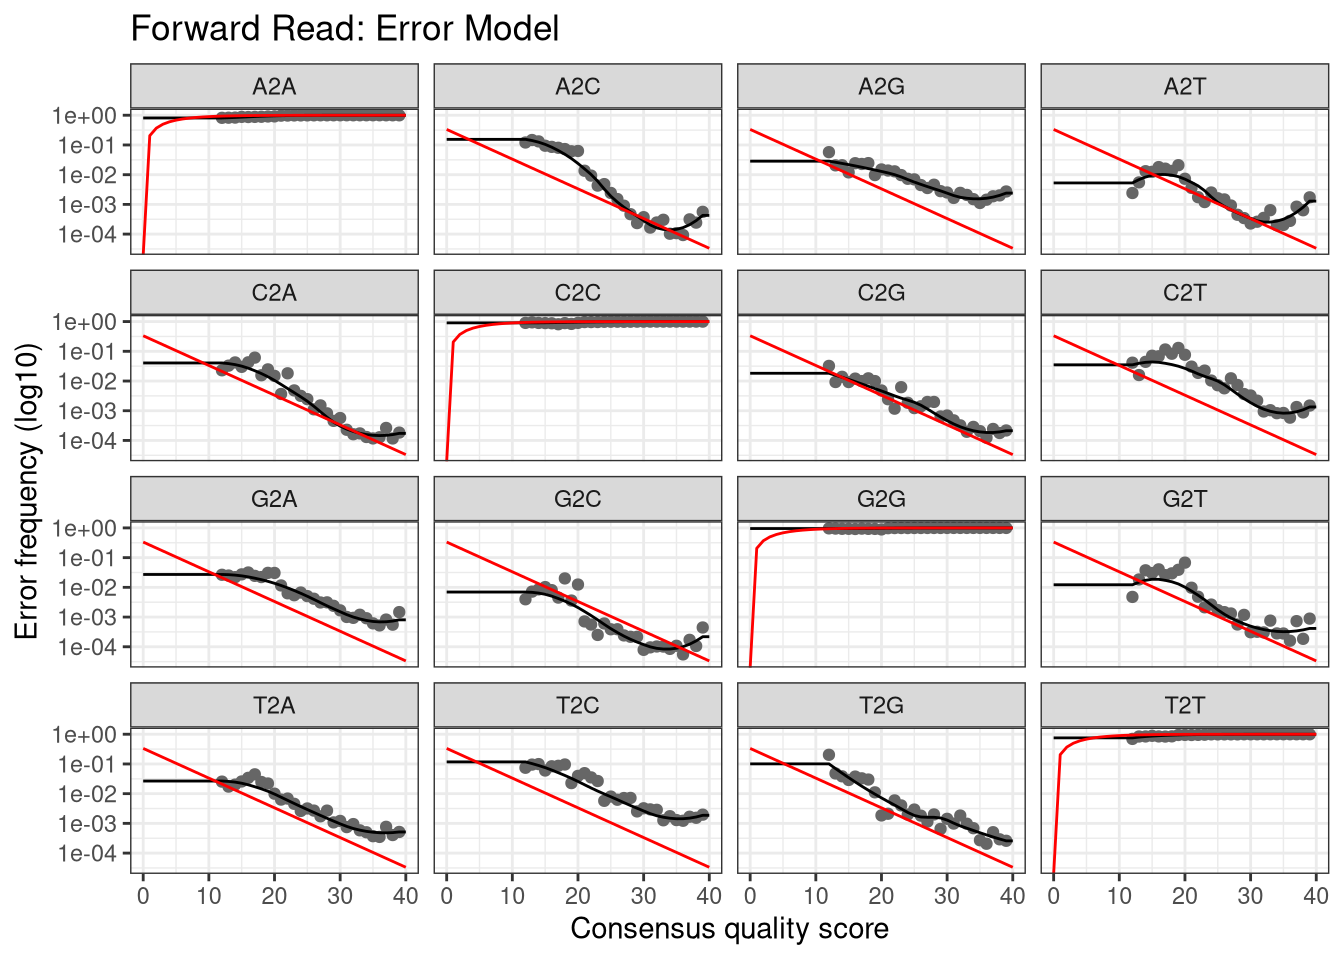 Forward Read: Error Model
A2A A2C A2G A2T
1e+00
1e-01
1e-02
1e-03
1e-04
C2A C2C C2G C2T
1e+00
1e-01
1e-02
1e-03
1e-04
Error frequency (log10)
G2A G2C G2G G2T
1e+00
1e-01
1e-02
1e-03
1e-04
T2A T2C T2G T2T
1e+00
1e-01
1e-02
1e-03
1e-04
0 10 20 30 40 0 10 20 30 40 0 10 20 30 40 0 10 20 30 40
Consensus quality score